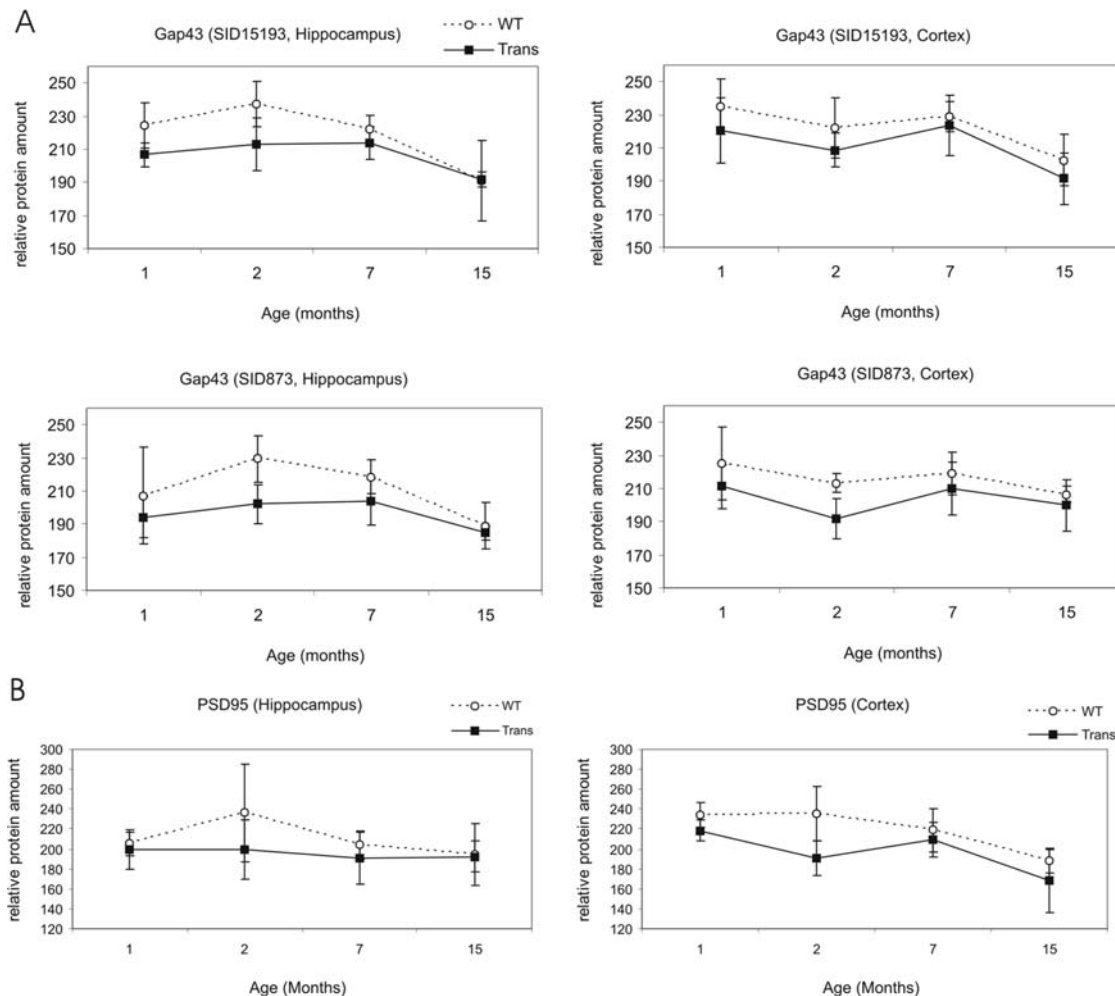 A
Gap43 (SID15193, Hippocampus)
WT
Trans
relative protein amount
250
230
210
190
170
150
1 2 7 15
Age (months)
Gap43 (SID15193, Cortex)
relative protein amount
250
230
210
190
170
150
1 2 7 15
Age (months)
Gap43 (SID873, Hippocampus)
relative protein amount
250
230
210
190
170
150
1 2 7 15
Age (months)
Gap43 (SID873, Cortex)
relative protein amount
250
230
210
190
170
150
1 2 7 15
Age (months)
B
PSD95 (Hippocampus)
WT
Trans
relative protein amount
300
280
260
240
220
200
180
160
140
120
1 2 7 15
Age (Months)
PSD95 (Cortex)
WT
Trans
relative protein amount
300
280
260
240
220
200
180
160
140
120
1 2 7 15
Age (Months)